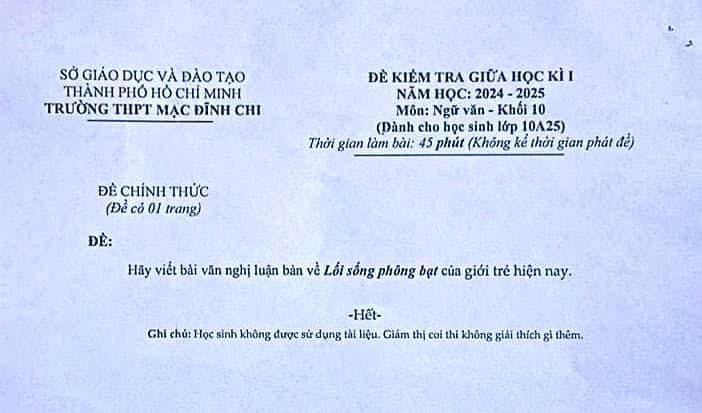 SỞ GIÁO DỤC VÀ ĐÀO TẠO
THÀNH PHỐ HỒ CHÍ MINH
TRƯỜNG THPT MẠC ĐĨNH CHI
ĐỀ KIỂM TRA GIỮA HỌC KÌ I
NĂM HỌC: 2024 - 2025
Môn: Ngữ văn - Khối 10
(Dành cho học sinh lớp 10A25)
Thời gian làm bài: 45 phút (Không kể thời gian phát đề)
ĐỀ CHÍNH THỨC
(Đề có 01 trang)
ĐỀ:
Hãy viết bài văn nghị luận bàn về Lối sống phông bạt của giới trẻ hiện nay.
-Hết-
Ghi chú: Học sinh không được sử dụng tài liệu. Giám thị coi thi không giải thích gì thêm.